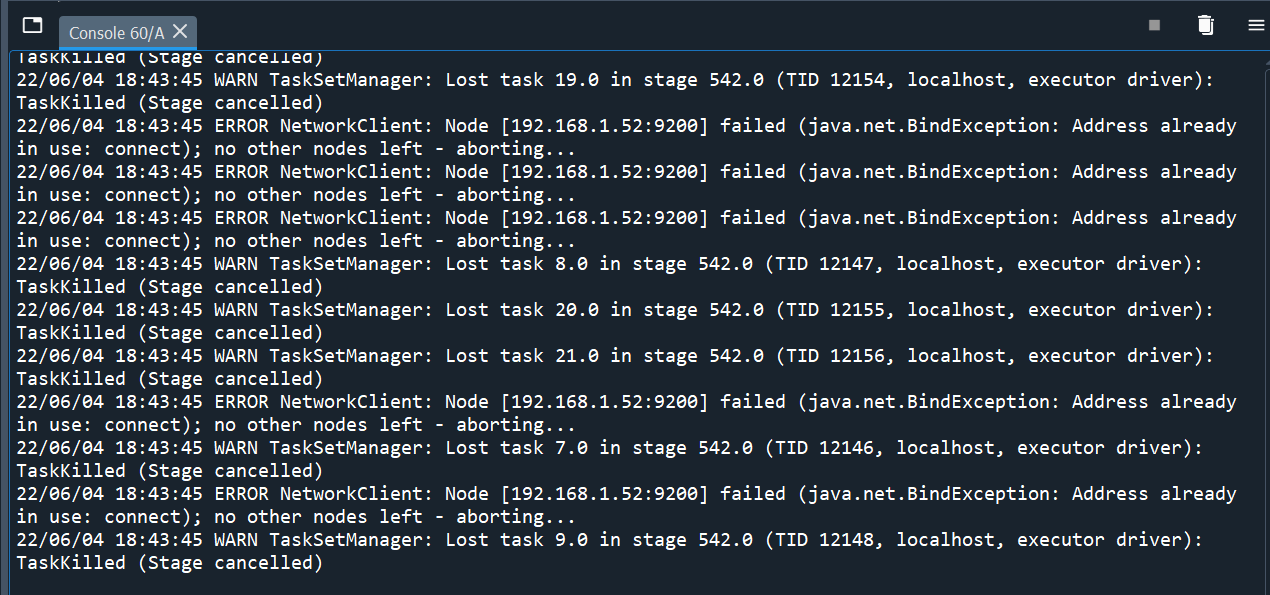 Console 60/A
TaskKilled (Stage cancelled)
22/06/04 18:43:45 WARN TaskSetManager: Lost task 19.0 in stage 542.0 (TID 12154, localhost, executor driver):
TaskKilled (Stage cancelled)
22/06/04 18:43:45 ERROR NetworkClient: Node [192.168.1.52:9200] failed (java.net.BindException: Address already
in use: connect); no other nodes left - aborting...
22/06/04 18:43:45 ERROR NetworkClient: Node [192.168.1.52:9200] failed (java.net.BindException: Address already
in use: connect); no other nodes left - aborting...
22/06/04 18:43:45 ERROR NetworkClient: Node [192.168.1.52:9200] failed (java.net.BindException: Address already
in use: connect); no other nodes left - aborting...
22/06/04 18:43:45 WARN TaskSetManager: Lost task 8.0 in stage 542.0 (TID 12147, localhost, executor driver):
TaskKilled (Stage cancelled)
22/06/04 18:43:45 WARN TaskSetManager: Lost task 20.0 in stage 542.0 (TID 12155, localhost, executor driver):
TaskKilled (Stage cancelled)
22/06/04 18:43:45 WARN TaskSetManager: Lost task 21.0 in stage 542.0 (TID 12156, localhost, executor driver):
TaskKilled (Stage cancelled)
22/06/04 18:43:45 ERROR NetworkClient: Node [192.168.1.52:9200] failed (java.net.BindException: Address already
in use: connect); no other nodes left - aborting...
22/06/04 18:43:45 WARN TaskSetManager: Lost task 7.0 in stage 542.0 (TID 12146, localhost, executor driver):
TaskKilled (Stage cancelled)
22/06/04 18:43:45 ERROR NetworkClient: Node [192.168.1.52:9200] failed (java.net.BindException: Address already
in use: connect); no other nodes left - aborting...
22/06/04 18:43:45 WARN TaskSetManager: Lost task 9.0 in stage 542.0 (TID 12148, localhost, executor driver):
TaskKilled (Stage cancelled)